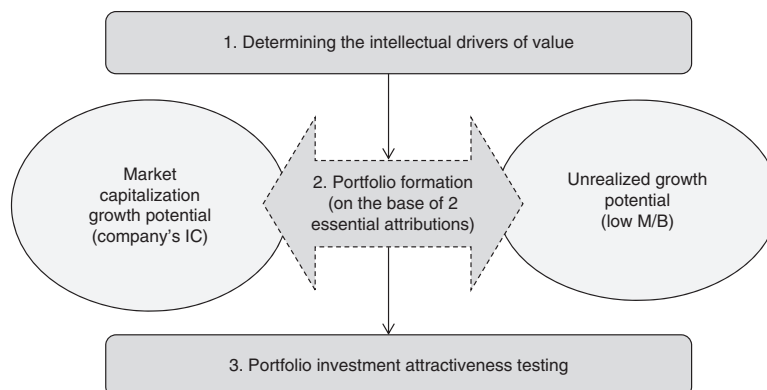 1. Determining the intellectual drivers of value
Market
capitalization
growth potential
(company's IC)
2. Portfolio formation
(on the base of 2
essential attributions)
Unrealized growth
potential
(low M/B)
3. Portfolio investment attractiveness testing